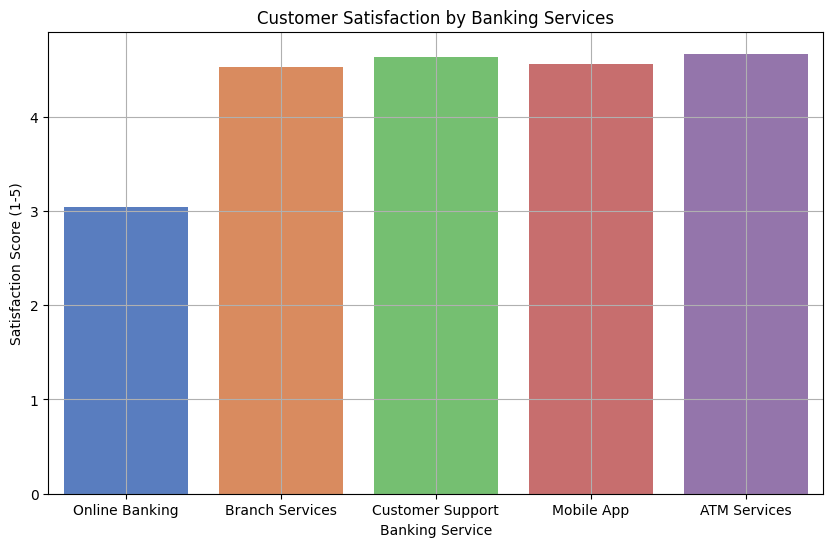 Customer Satisfaction by Banking Services
Satisfaction Score (1-5)
4
3
2
1
0
Online Banking
Branch Services
Customer Support
Mobile App
ATM Services
Banking Service